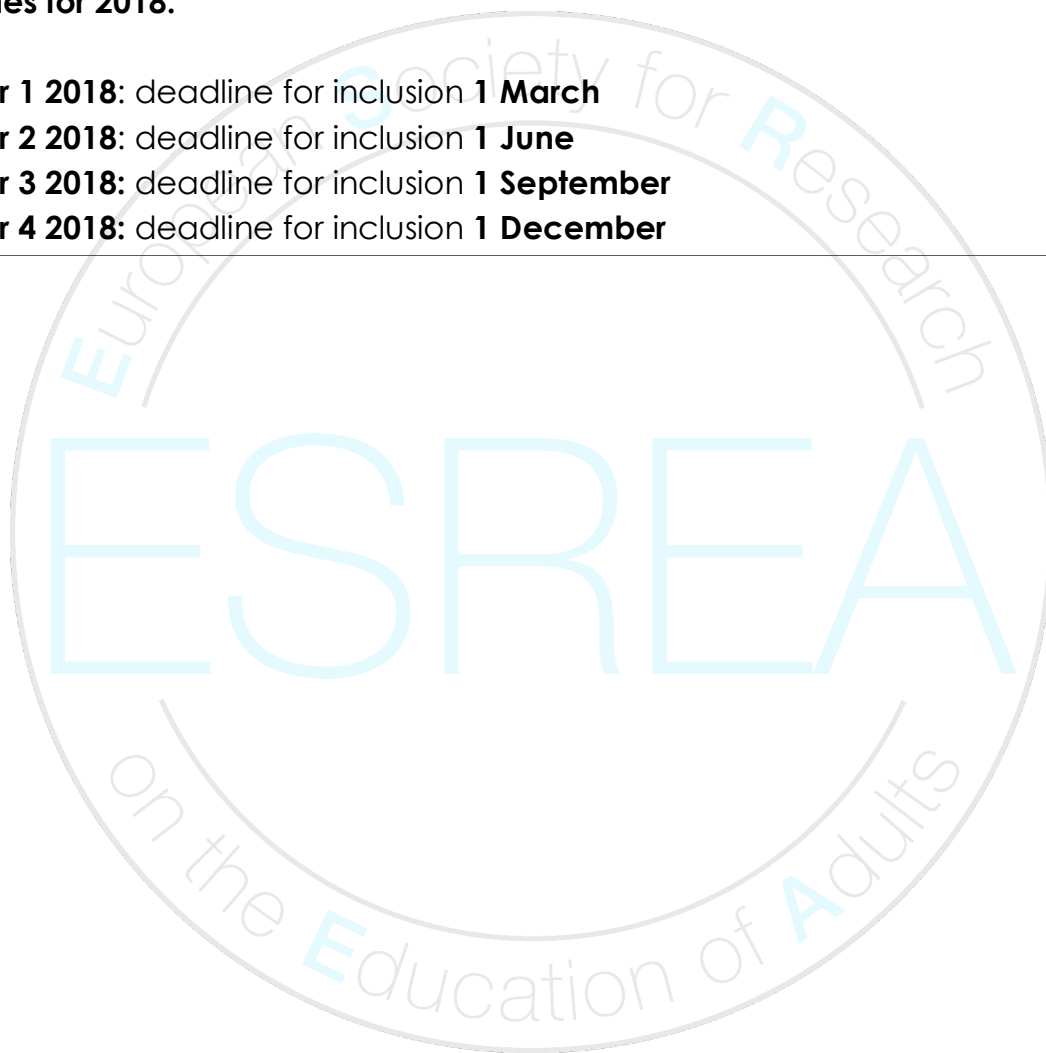 es for 2018.
r 1 2018: deadline for inclusion 1 March
r 2 2018: deadline for inclusion 1 June
r 3 2018: deadline for inclusion 1 September
r 4 2018: deadline for inclusion 1 December
European Society for Research
ESREA
on the Education of Adults